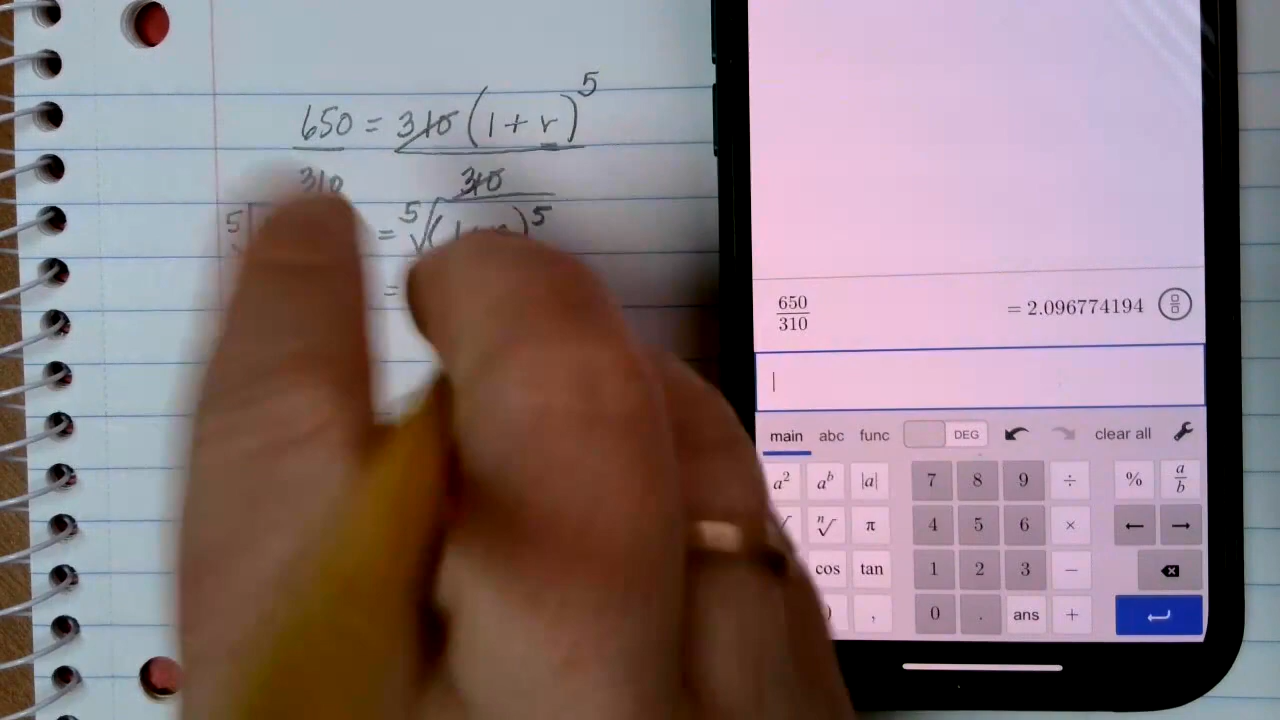 650 = 310 (1 + r)^5
310 310
5√ = 5√( )^5
=
650
310
= 2.096774194
main abc func DEG clear all
a² a^b |a| 7 8 9 ÷ % a/b
√ ⁿ√ π 4 5 6 × ← →
cos tan 1 2 3 −
) , 0 . ans +